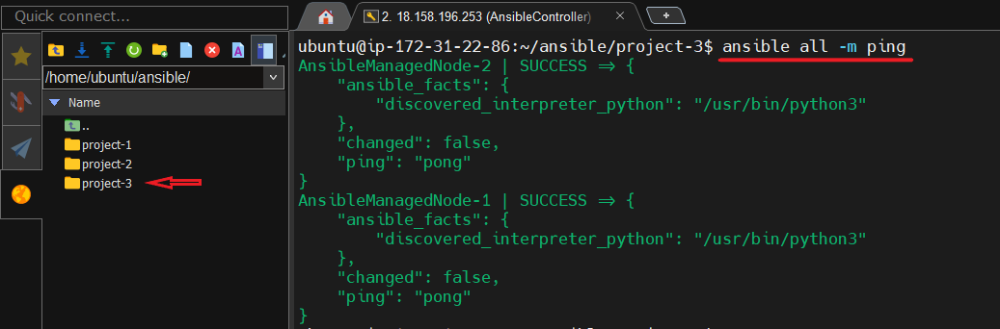 Quick connect...
2. 18.158.196.253 (AnsibleController)
/home/ubuntu/ansible/
Name
..
project-1
project-2
project-3
ubuntu@ip-172-31-22-86:~/ansible/project-3$ ansible all -m ping
AnsibleManagedNode-2 | SUCCESS => {
    "ansible_facts": {
        "discovered_interpreter_python": "/usr/bin/python3"
    },
    "changed": false,
    "ping": "pong"
}
AnsibleManagedNode-1 | SUCCESS => {
    "ansible_facts": {
        "discovered_interpreter_python": "/usr/bin/python3"
    },
    "changed": false,
    "ping": "pong"
}